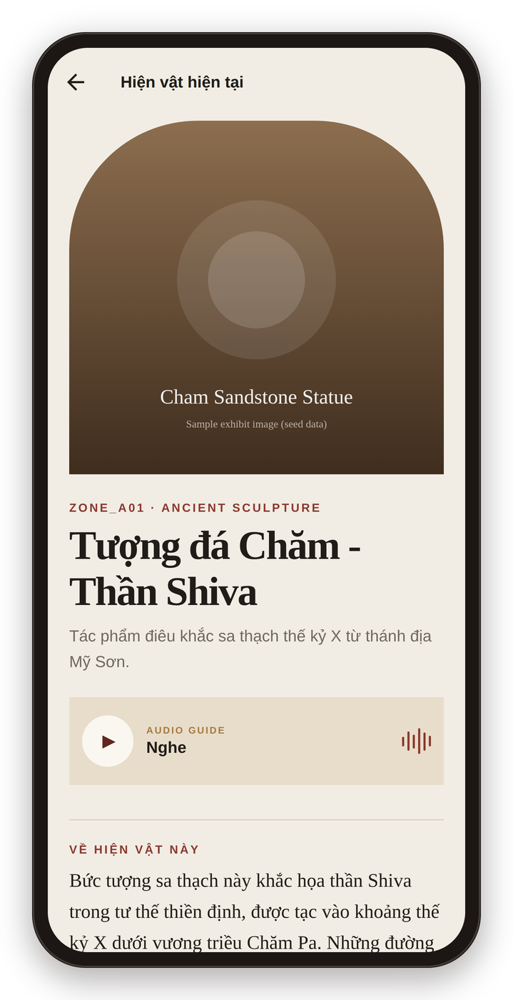 Hiện vật hiện tại
Cham Sandstone Statue
Sample exhibit image (seed data)
ZONE_A01 · ANCIENT SCULPTURE
Tượng đá Chăm -
Thần Shiva
Tác phẩm điêu khắc sa thạch thế kỷ X từ thánh địa
Mỹ Sơn.
AUDIO GUIDE
Nghe
VỀ HIỆN VẬT NÀY
Bức tượng sa thạch này khắc họa thần Shiva
trong tư thế thiền định, được tạc vào khoảng thế
kỷ X dưới vương triều Chăm Pa. Những đường